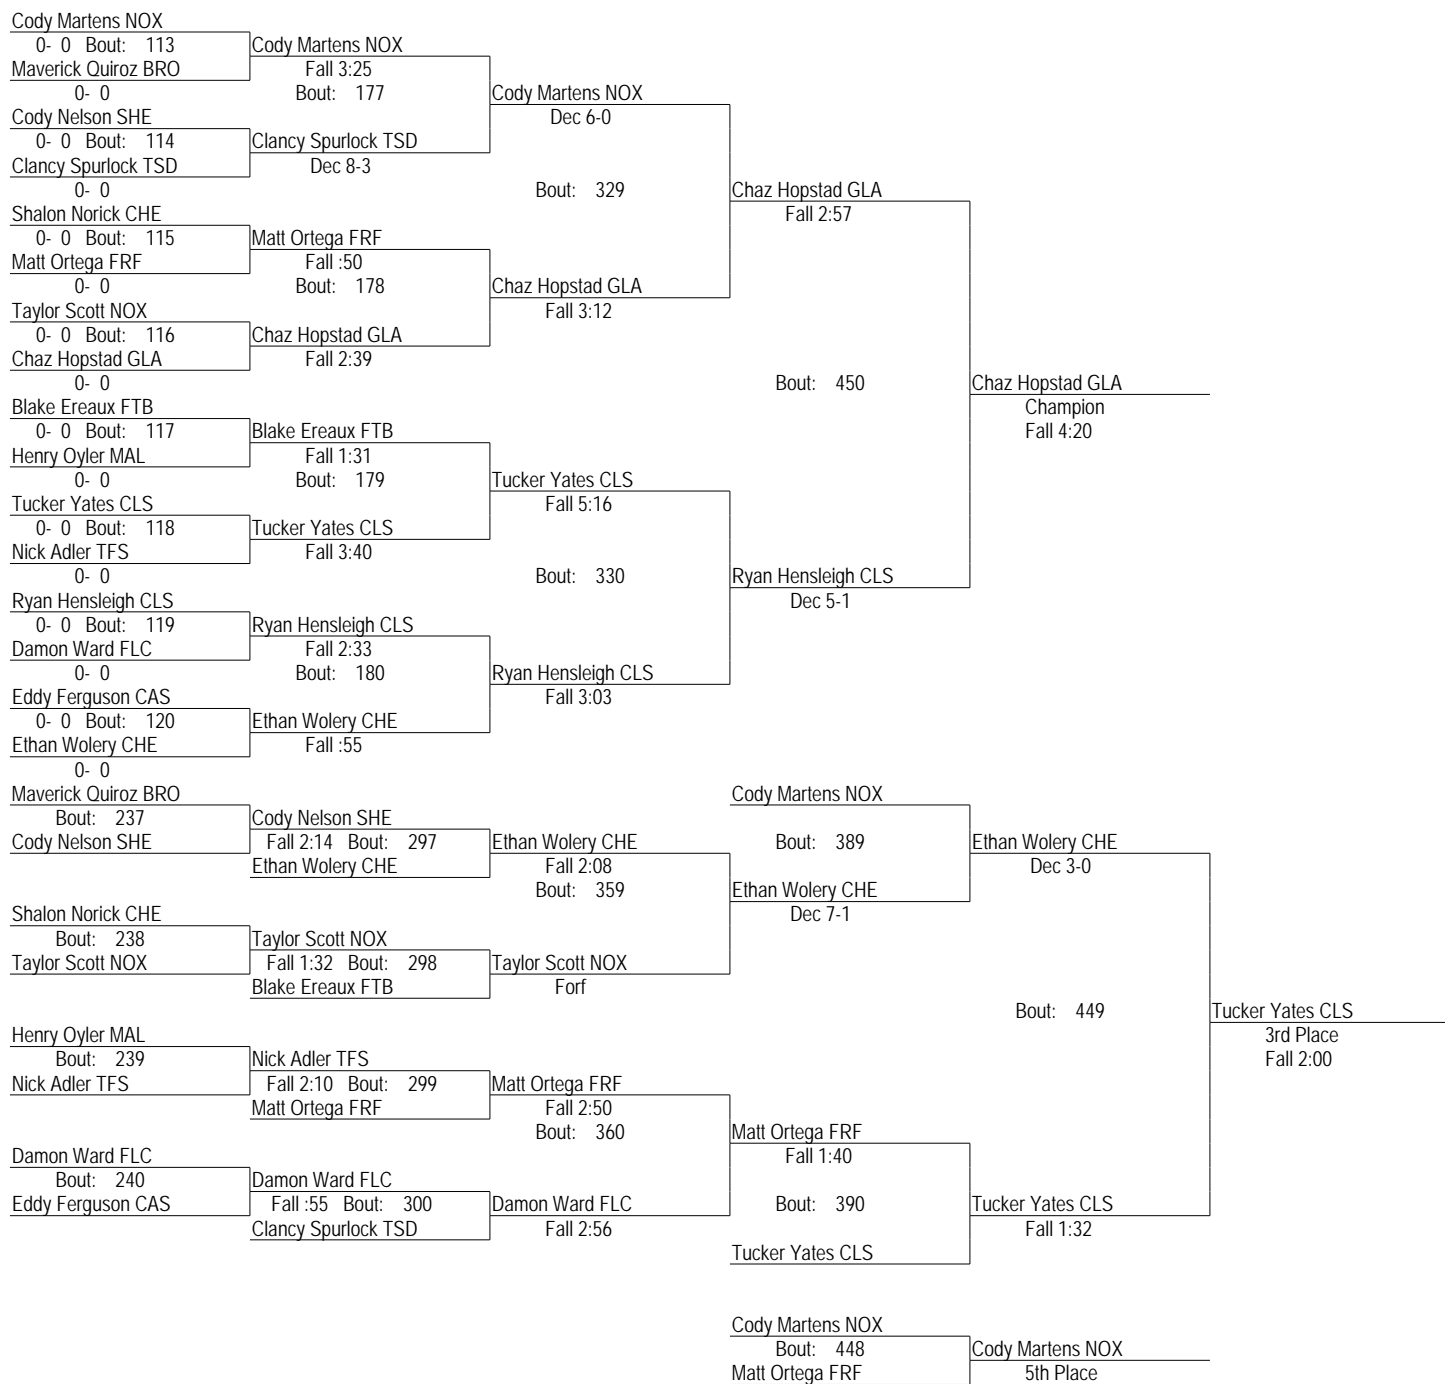 Cody Martens NOX
0- 0 Bout: 113 Cody Martens NOX
Maverick Quiroz BRO Fall 3:25
0- 0 Bout: 177 Cody Martens NOX
Cody Nelson SHE Dec 6-0
0- 0 Bout: 114 Clancy Spurlock TSD
Clancy Spurlock TSD Dec 8-3
0- 0 Bout: 329 Chaz Hopstad GLA
Shalon Norick CHE Fall 2:57
0- 0 Bout: 115 Matt Ortega FRF
Matt Ortega FRF Fall :50
0- 0 Bout: 178 Chaz Hopstad GLA
Taylor Scott NOX Fall 3:12
0- 0 Bout: 116 Chaz Hopstad GLA
Chaz Hopstad GLA Fall 2:39
0- 0 Bout: 450 Chaz Hopstad GLA
Blake Ereaux FTB Champion
0- 0 Bout: 117 Blake Ereaux FTB Fall 4:20
Henry Oyler MAL Fall 1:31
0- 0 Bout: 179 Tucker Yates CLS
Tucker Yates CLS Fall 5:16
0- 0 Bout: 118 Tucker Yates CLS
Nick Adler TFS Fall 3:40
0- 0 Bout: 330 Ryan Hensleigh CLS
Ryan Hensleigh CLS Dec 5-1
0- 0 Bout: 119 Ryan Hensleigh CLS
Damon Ward FLC Fall 2:33
0- 0 Bout: 180 Ryan Hensleigh CLS
Eddy Ferguson CAS Fall 3:03
0- 0 Bout: 120 Ethan Wolery CHE
Ethan Wolery CHE Fall :55
0- 0
Maverick Quiroz BRO Cody Martens NOX
Bout: 237 Cody Nelson SHE
Cody Nelson SHE Fall 2:14 Bout: 297 Ethan Wolery CHE Bout: 389 Ethan Wolery CHE
Ethan Wolery CHE Fall 2:08 Dec 3-0
Bout: 359 Ethan Wolery CHE
Shalon Norick CHE Dec 7-1
Bout: 238 Taylor Scott NOX
Taylor Scott NOX Fall 1:32 Bout: 298 Taylor Scott NOX
Blake Ereaux FTB Forf
Bout: 449 Tucker Yates CLS
Henry Oyler MAL 3rd Place
Bout: 239 Nick Adler TFS Fall 2:00
Nick Adler TFS Fall 2:10 Bout: 299 Matt Ortega FRF
Matt Ortega FRF Fall 2:50
Bout: 360 Matt Ortega FRF
Damon Ward FLC Fall 1:40
Bout: 240 Damon Ward FLC
Eddy Ferguson CAS Fall :55 Bout: 300 Damon Ward FLC Bout: 390 Tucker Yates CLS
Clancy Spurlock TSD Fall 2:56 Fall 1:32
Tucker Yates CLS
Cody Martens NOX
Bout: 448 Cody Martens NOX
Matt Ortega FRF 5th Place